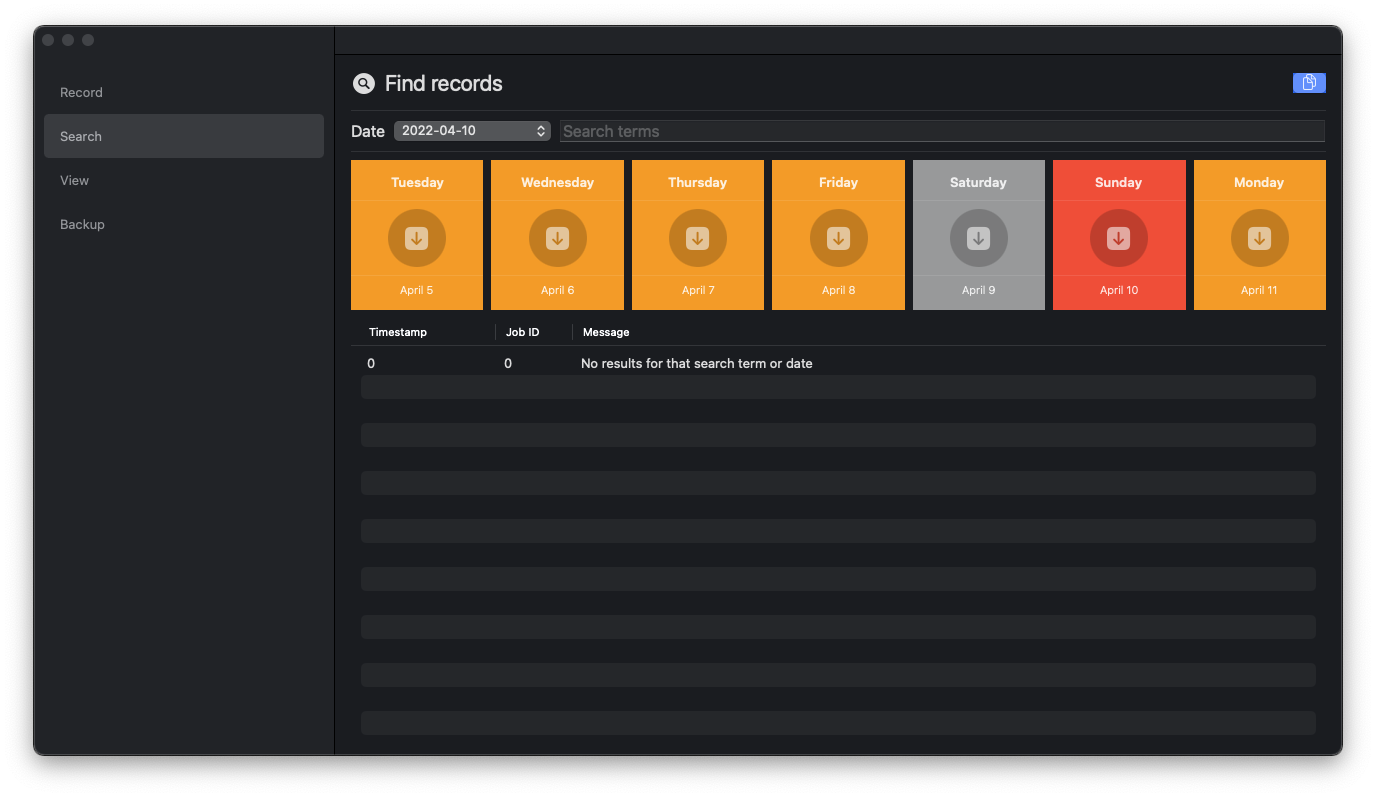 Record
Search
View
Backup
Find records
Date 2022-04-10 Search terms
Tuesday Wednesday Thursday Friday Saturday Sunday Monday
April 5 April 6 April 7 April 8 April 9 April 10 April 11
Timestamp Job ID Message
0 0 No results for that search term or date